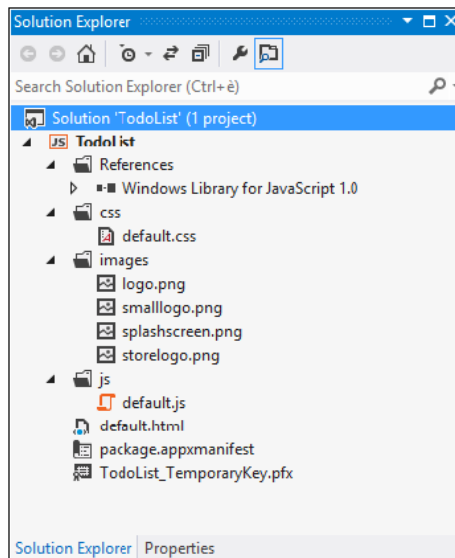 Solution Explorer
Search Solution Explorer (Ctrl+è)
Solution 'TodoList' (1 project)
JS TodoList
References
Windows Library for JavaScript 1.0
css
default.css
images
logo.png
smalllogo.png
splashscreen.png
storelogo.png
js
default.js
default.html
package.appxmanifest
TodoList_TemporaryKey.pfx
Solution Explorer Properties